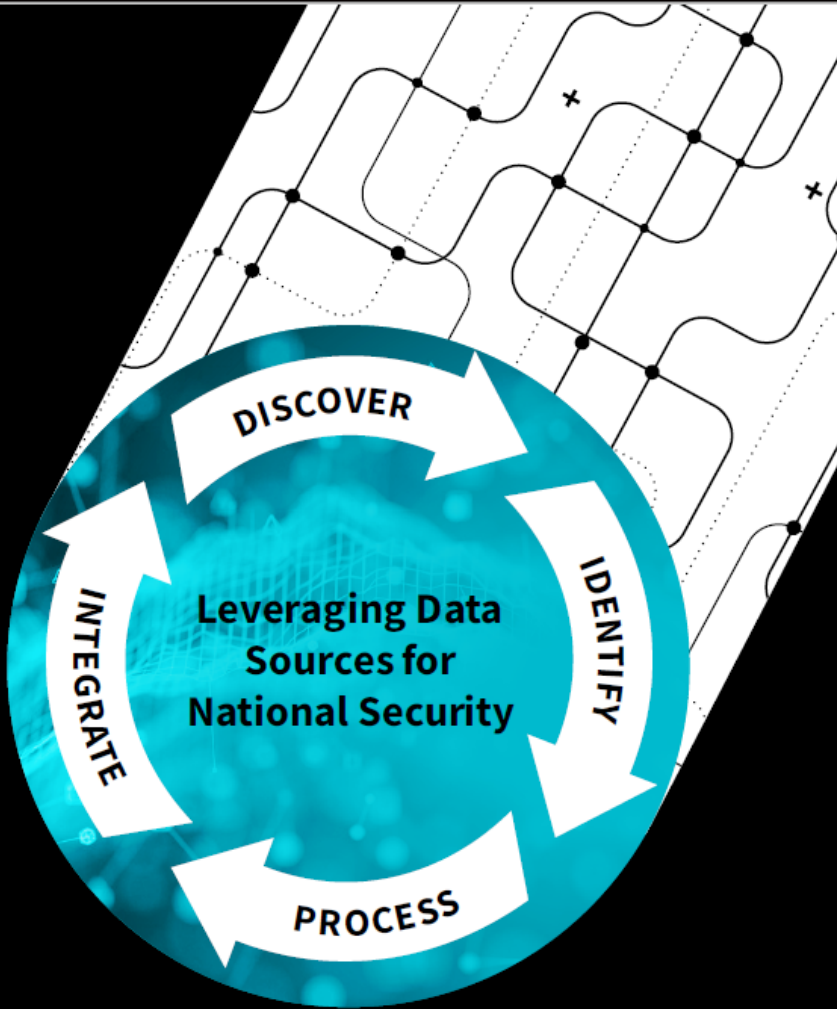 DISCOVER
IDENTIFY
Leveraging Data
Sources for
National Security
INTEGRATE
PROCESS